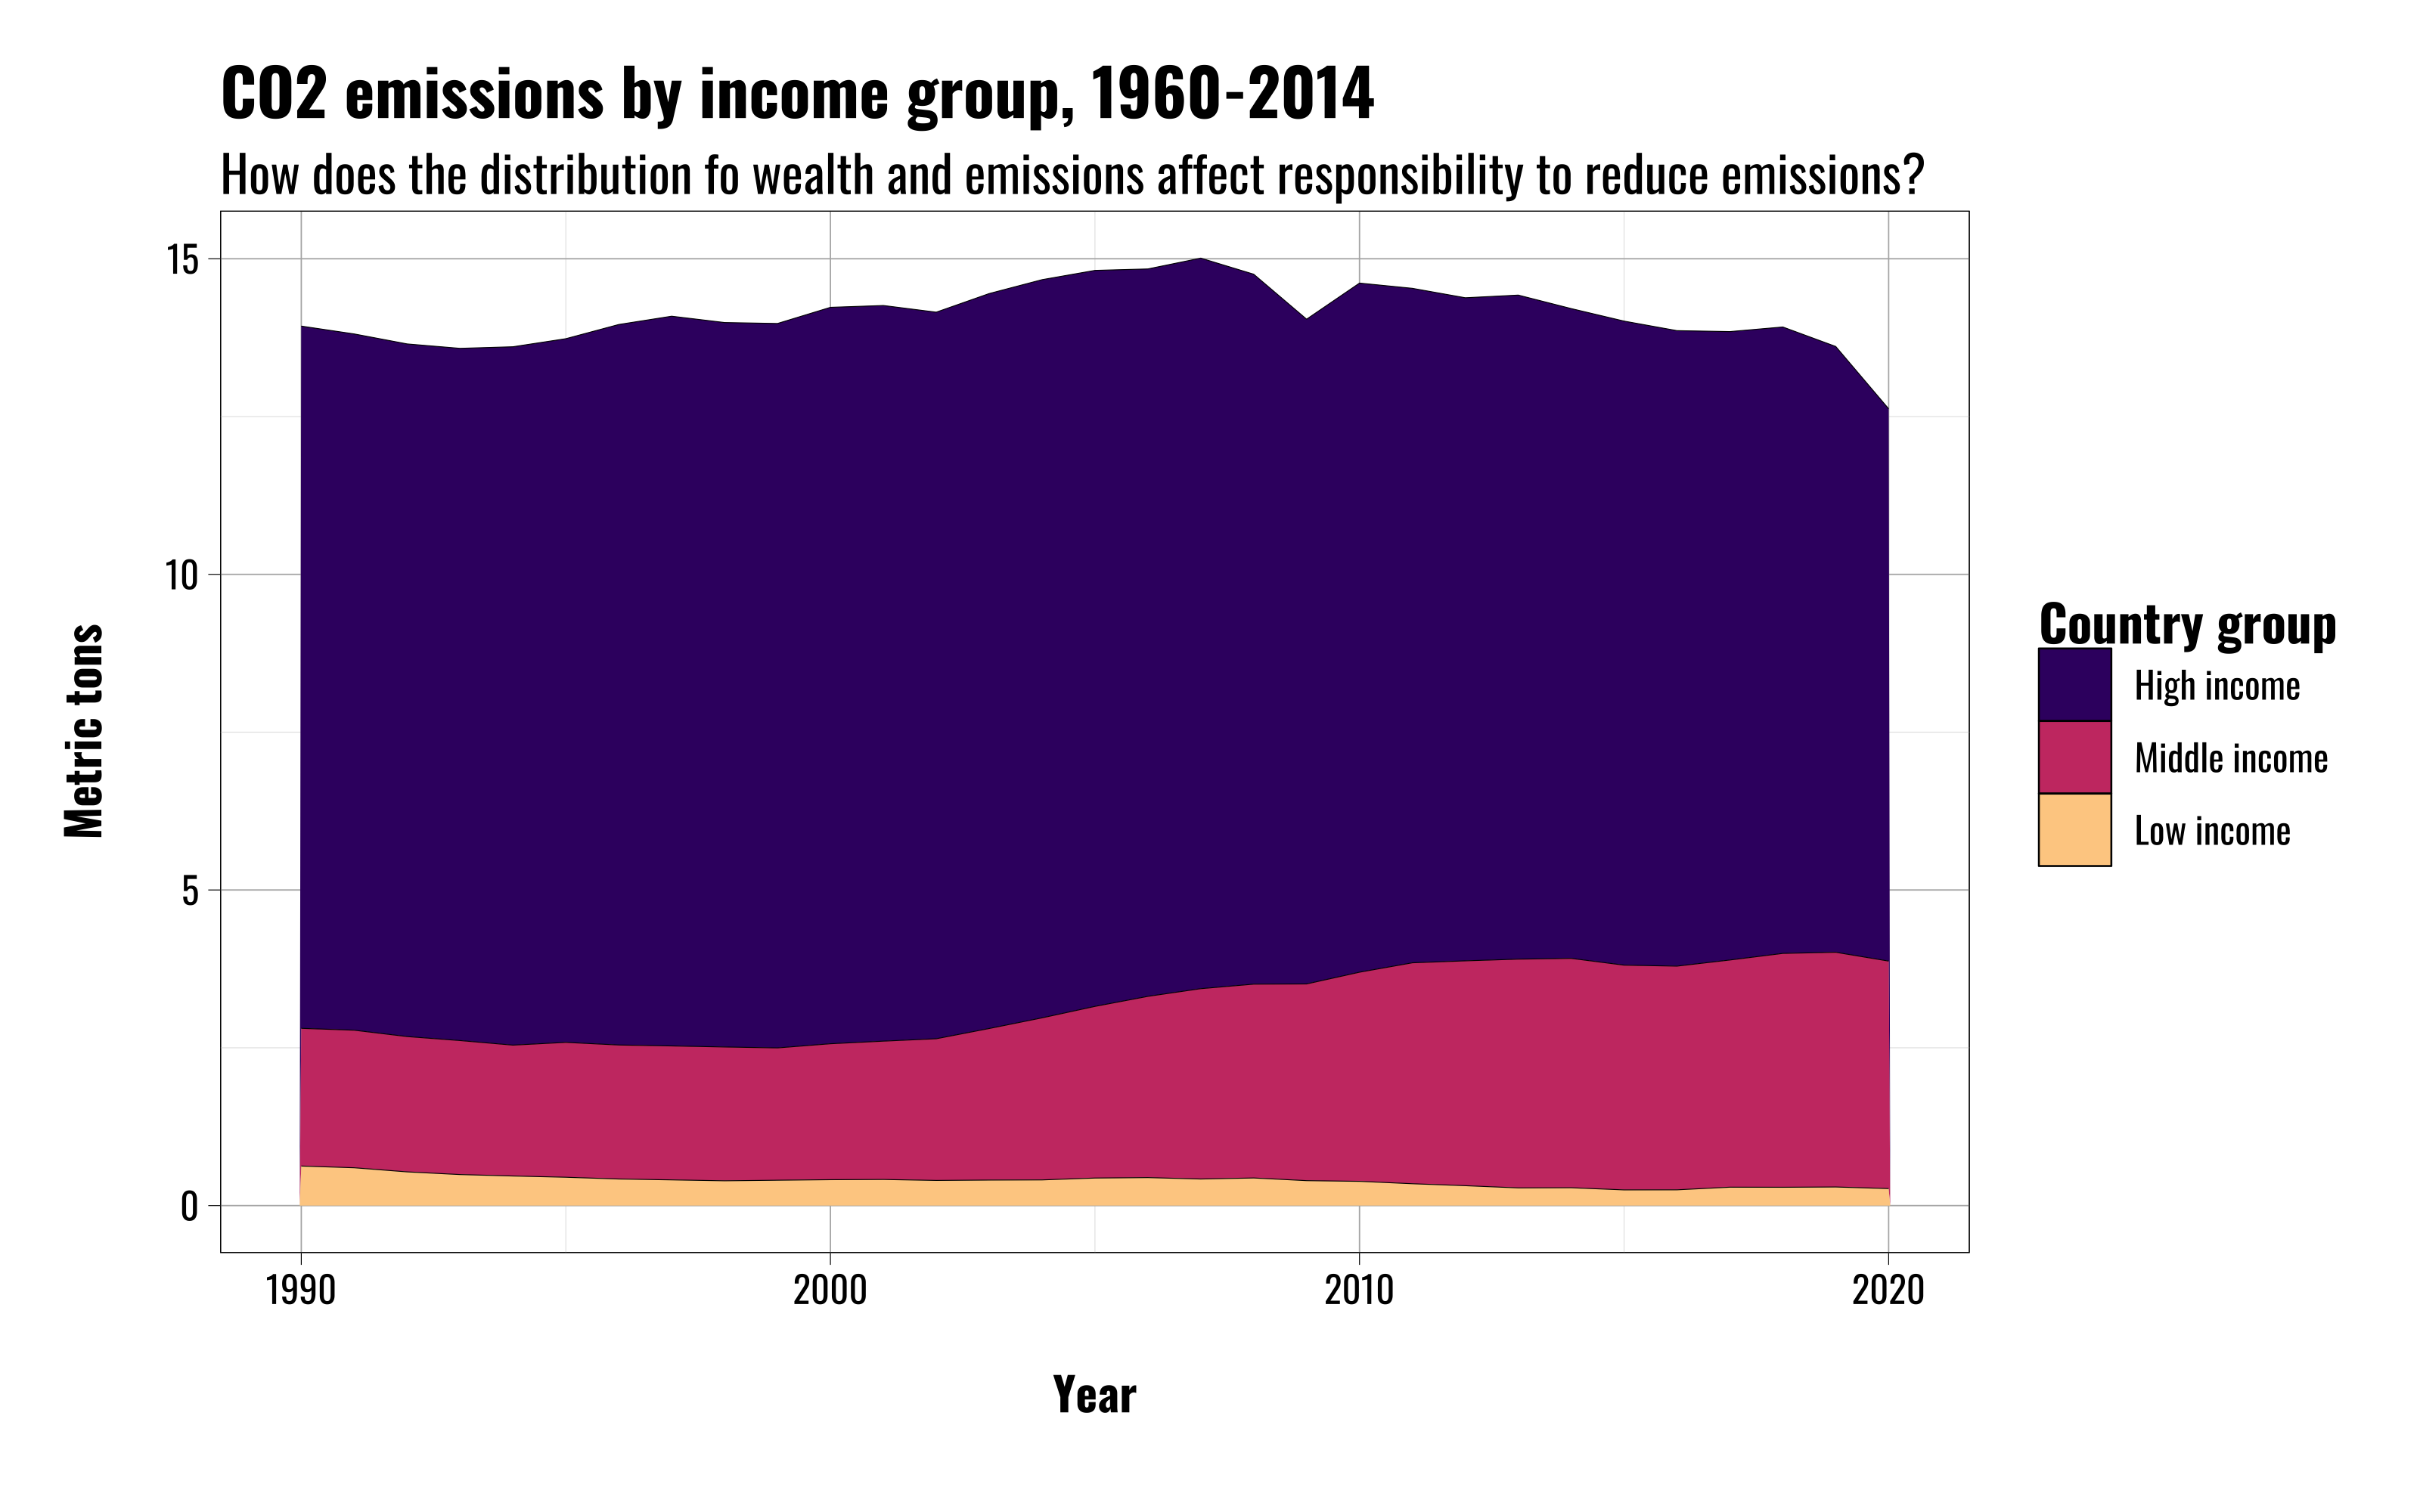 CO2 emissions by income group, 1960-2014
How does the distribution fo wealth and emissions affect responsibility to reduce emissions?
15
10
5
0
Metric tons
1990
2000
2010
2020
Year
Country group
High income
Middle income
Low income